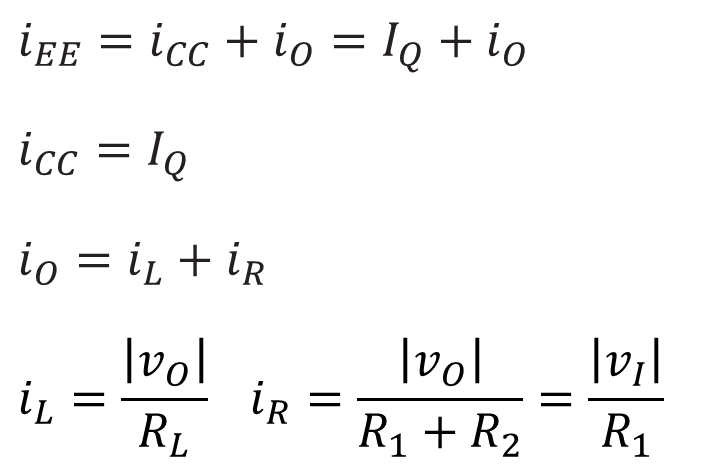 i_EE = i_CC + i_O = I_Q + i_O
i_CC = I_Q
i_O = i_L + i_R
i_L = |v_O| / R_L   i_R = |v_O| / (R_1 + R_2) = |v_I| / R_1